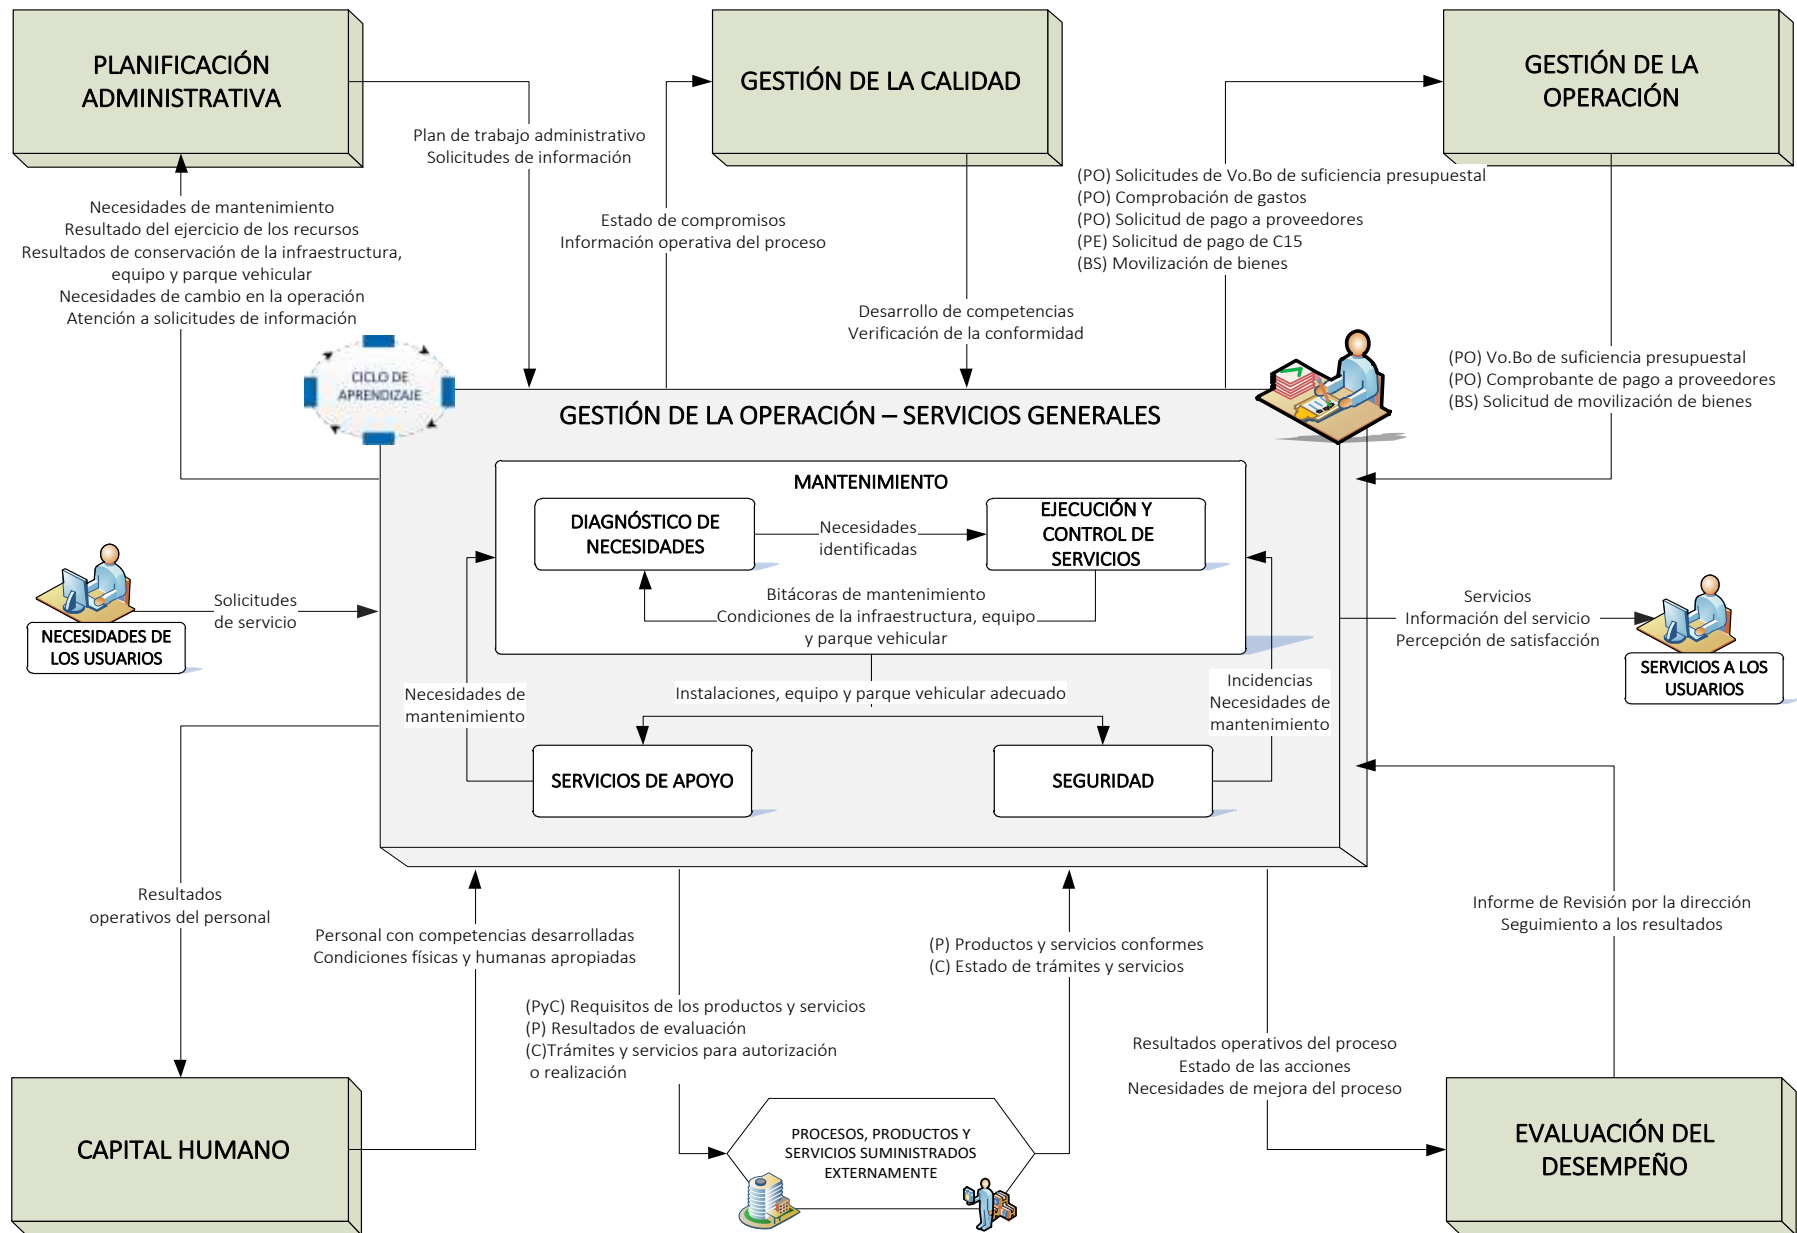 PLANIFICACIÓN
ADMINISTRATIVA
GESTIÓN DE LA CALIDAD
GESTIÓN DE LA
OPERACIÓN
Plan de trabajo administrativo
Solicitudes de información
Necesidades de mantenimiento
Resultado del ejercicio de los recursos
Resultados de conservación de la infraestructura,
equipo y parque vehicular
Necesidades de cambio en la operación
Atención a solicitudes de información
Estado de compromisos
Información operativa del proceso
Desarrollo de competencias
Verificación de la conformidad
(PO) Solicitudes de Vo.Bo de suficiencia presupuestal
(PO) Comprobación de gastos
(PO) Solicitud de pago a proveedores
(PE) Solicitud de pago de C15
(BS) Movilización de bienes
(PO) Vo.Bo de suficiencia presupuestal
(PO) Comprobante de pago a proveedores
(BS) Solicitud de movilización de bienes
CICLO DE
APRENDIZAJE
GESTIÓN DE LA OPERACIÓN – SERVICIOS GENERALES
MANTENIMIENTO
DIAGNÓSTICO DE
NECESIDADES
Necesidades
identificadas
EJECUCIÓN Y
CONTROL DE
SERVICIOS
Bitácoras de mantenimiento
Condiciones de la infraestructura, equipo
y parque vehicular
Solicitudes
de servicio
NECESIDADES DE
LOS USUARIOS
Servicios
Información del servicio
Percepción de satisfacción
SERVICIOS A LOS
USUARIOS
Necesidades de
mantenimiento
Instalaciones, equipo y parque vehicular adecuado
Incidencias
Necesidades de
mantenimiento
SERVICIOS DE APOYO
SEGURIDAD
Resultados
operativos del personal
Personal con competencias desarrolladas
Condiciones físicas y humanas apropiadas
(P) Productos y servicios conformes
(C) Estado de trámites y servicios
Informe de Revisión por la dirección
Seguimiento a los resultados
(PyC) Requisitos de los productos y servicios
(P) Resultados de evaluación
(C)Trámites y servicios para autorización
o realización
Resultados operativos del proceso
Estado de las acciones
Necesidades de mejora del proceso
CAPITAL HUMANO
PROCESOS, PRODUCTOS Y
SERVICIOS SUMINISTRADOS
EXTERNAMENTE
EVALUACIÓN DEL
DESEMPEÑO